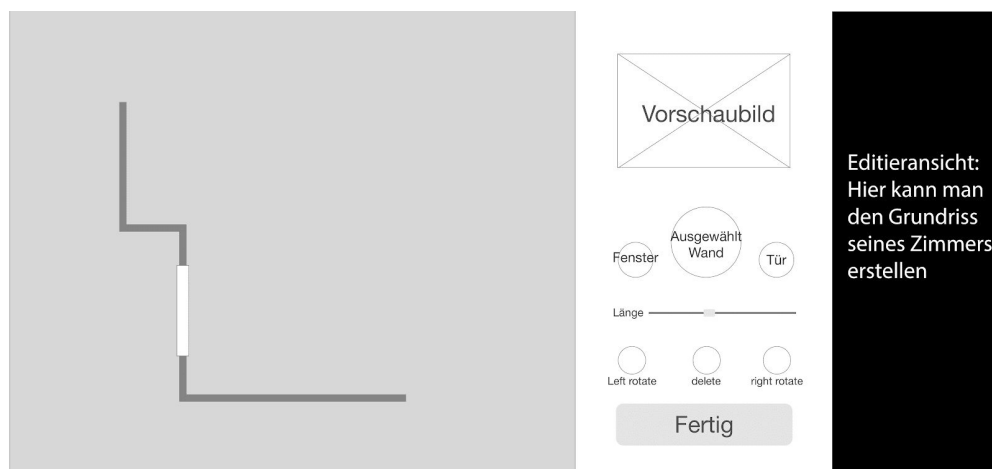 Vorschaubild
Ausgewählt
Wand
Fenster
Tür
Länge
Left rotate
delete
right rotate
Fertig
Editieransicht:
Hier kann man
den Grundriss
seines Zimmers
erstellen